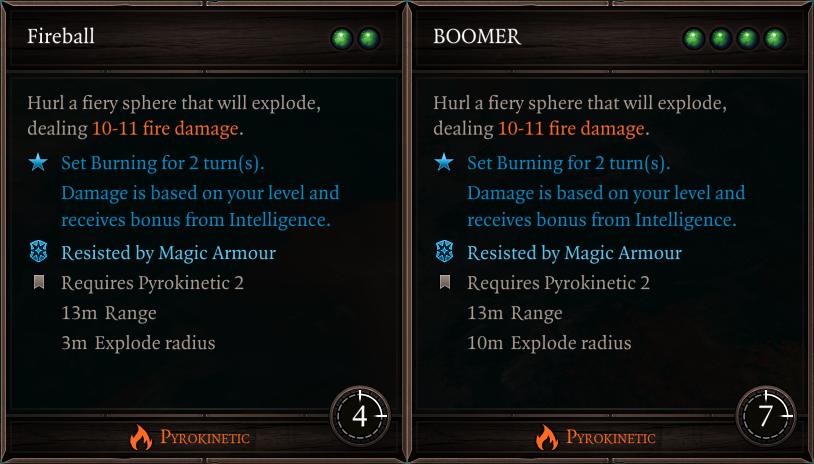 Fireball
Hurl a fiery sphere that will explode,
dealing 10-11 fire damage.
Set Burning for 2 turn(s).
Damage is based on your level and
receives bonus from Intelligence.
Resisted by Magic Armour
Requires Pyrokinetic 2
13m Range
3m Explode radius
4
Pyrokinetic
BOOMER
Hurl a fiery sphere that will explode,
dealing 10-11 fire damage.
Set Burning for 2 turn(s).
Damage is based on your level and
receives bonus from Intelligence.
Resisted by Magic Armour
Requires Pyrokinetic 2
13m Range
10m Explode radius
7
Pyrokinetic